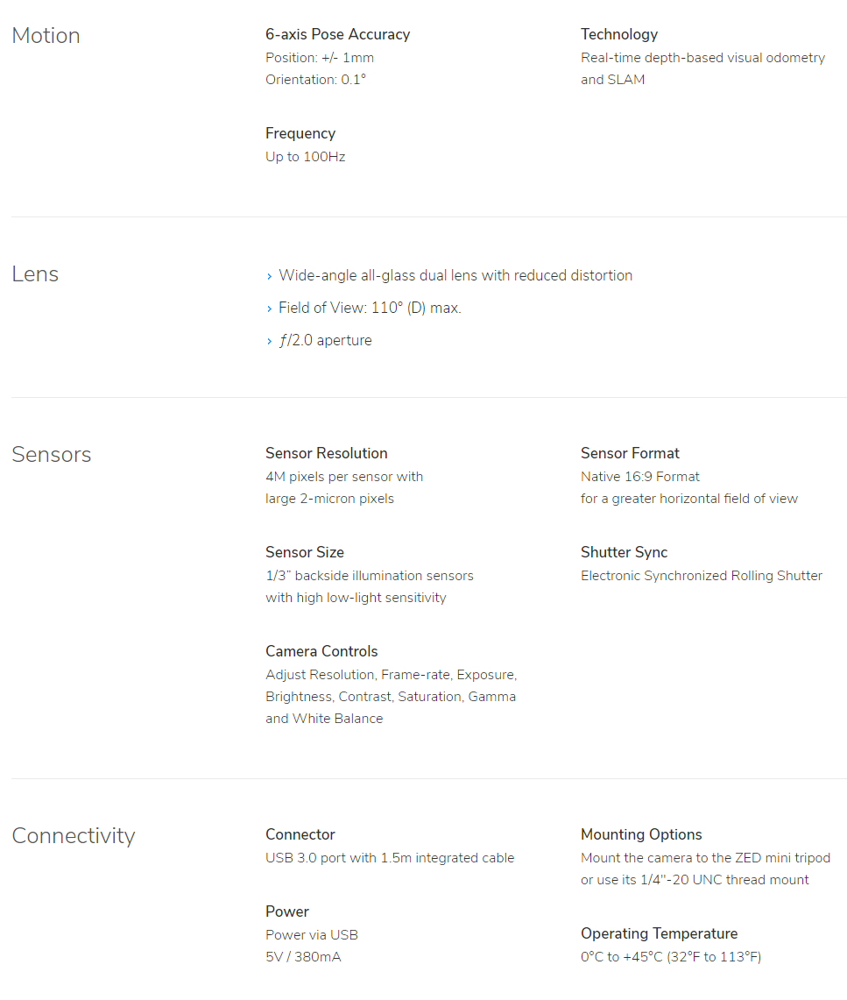 Motion
6-axis Pose Accuracy
Position: +/- 1mm
Orientation: 0.1°
Technology
Real-time depth-based visual odometry
and SLAM
Frequency
Up to 100Hz
Lens
› Wide-angle all-glass dual lens with reduced distortion
› Field of View: 110° (D) max.
› ƒ/2.0 aperture
Sensors
Sensor Resolution
4M pixels per sensor with
large 2-micron pixels
Sensor Format
Native 16:9 Format
for a greater horizontal field of view
Sensor Size
1/3” backside illumination sensors
with high low-light sensitivity
Shutter Sync
Electronic Synchronized Rolling Shutter
Camera Controls
Adjust Resolution, Frame-rate, Exposure,
Brightness, Contrast, Saturation, Gamma
and White Balance
Connectivity
Connector
USB 3.0 port with 1.5m integrated cable
Mounting Options
Mount the camera to the ZED mini tripod
or use its 1/4"-20 UNC thread mount
Power
Power via USB
5V / 380mA
Operating Temperature
0°C to +45°C (32°F to 113°F)